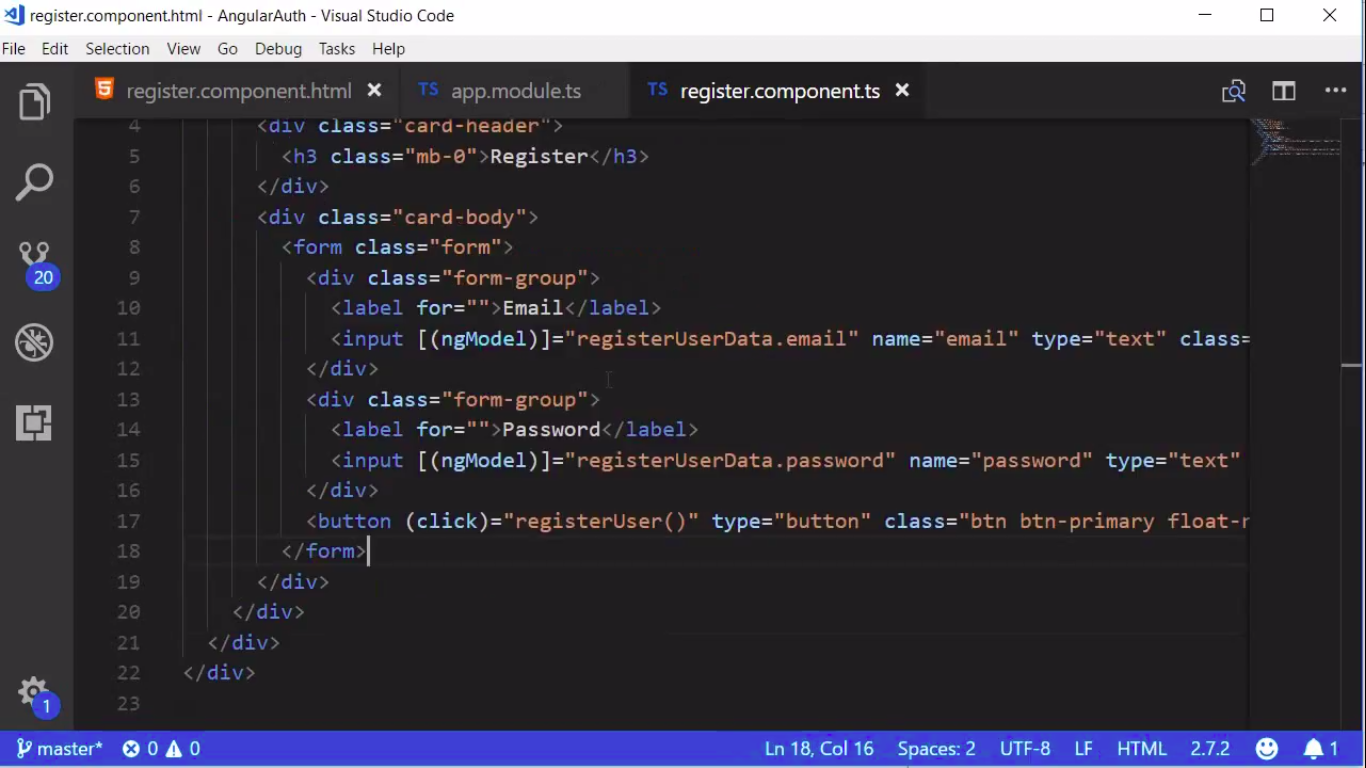 register.component.html - AngularAuth - Visual Studio Code
File Edit Selection View Go Debug Tasks Help
register.component.html TS app.module.ts TS register.component.ts
4 <div class="card-header">
5 <h3 class="mb-0">Register</h3>
6 </div>
7 <div class="card-body">
8 <form class="form">
9 <div class="form-group">
10 <label for="">Email</label>
11 <input [(ngModel)]="registerUserData.email" name="email" type="text" class=
12 </div>
13 <div class="form-group">
14 <label for="">Password</label>
15 <input [(ngModel)]="registerUserData.password" name="password" type="text"
16 </div>
17 <button (click)="registerUser()" type="button" class="btn btn-primary float-r
18 </form>
19 </div>
20 </div>
21 </div>
22 </div>
23
20
1
master* 0 0 Ln 18, Col 16 Spaces: 2 UTF-8 LF HTML 2.7.2 1